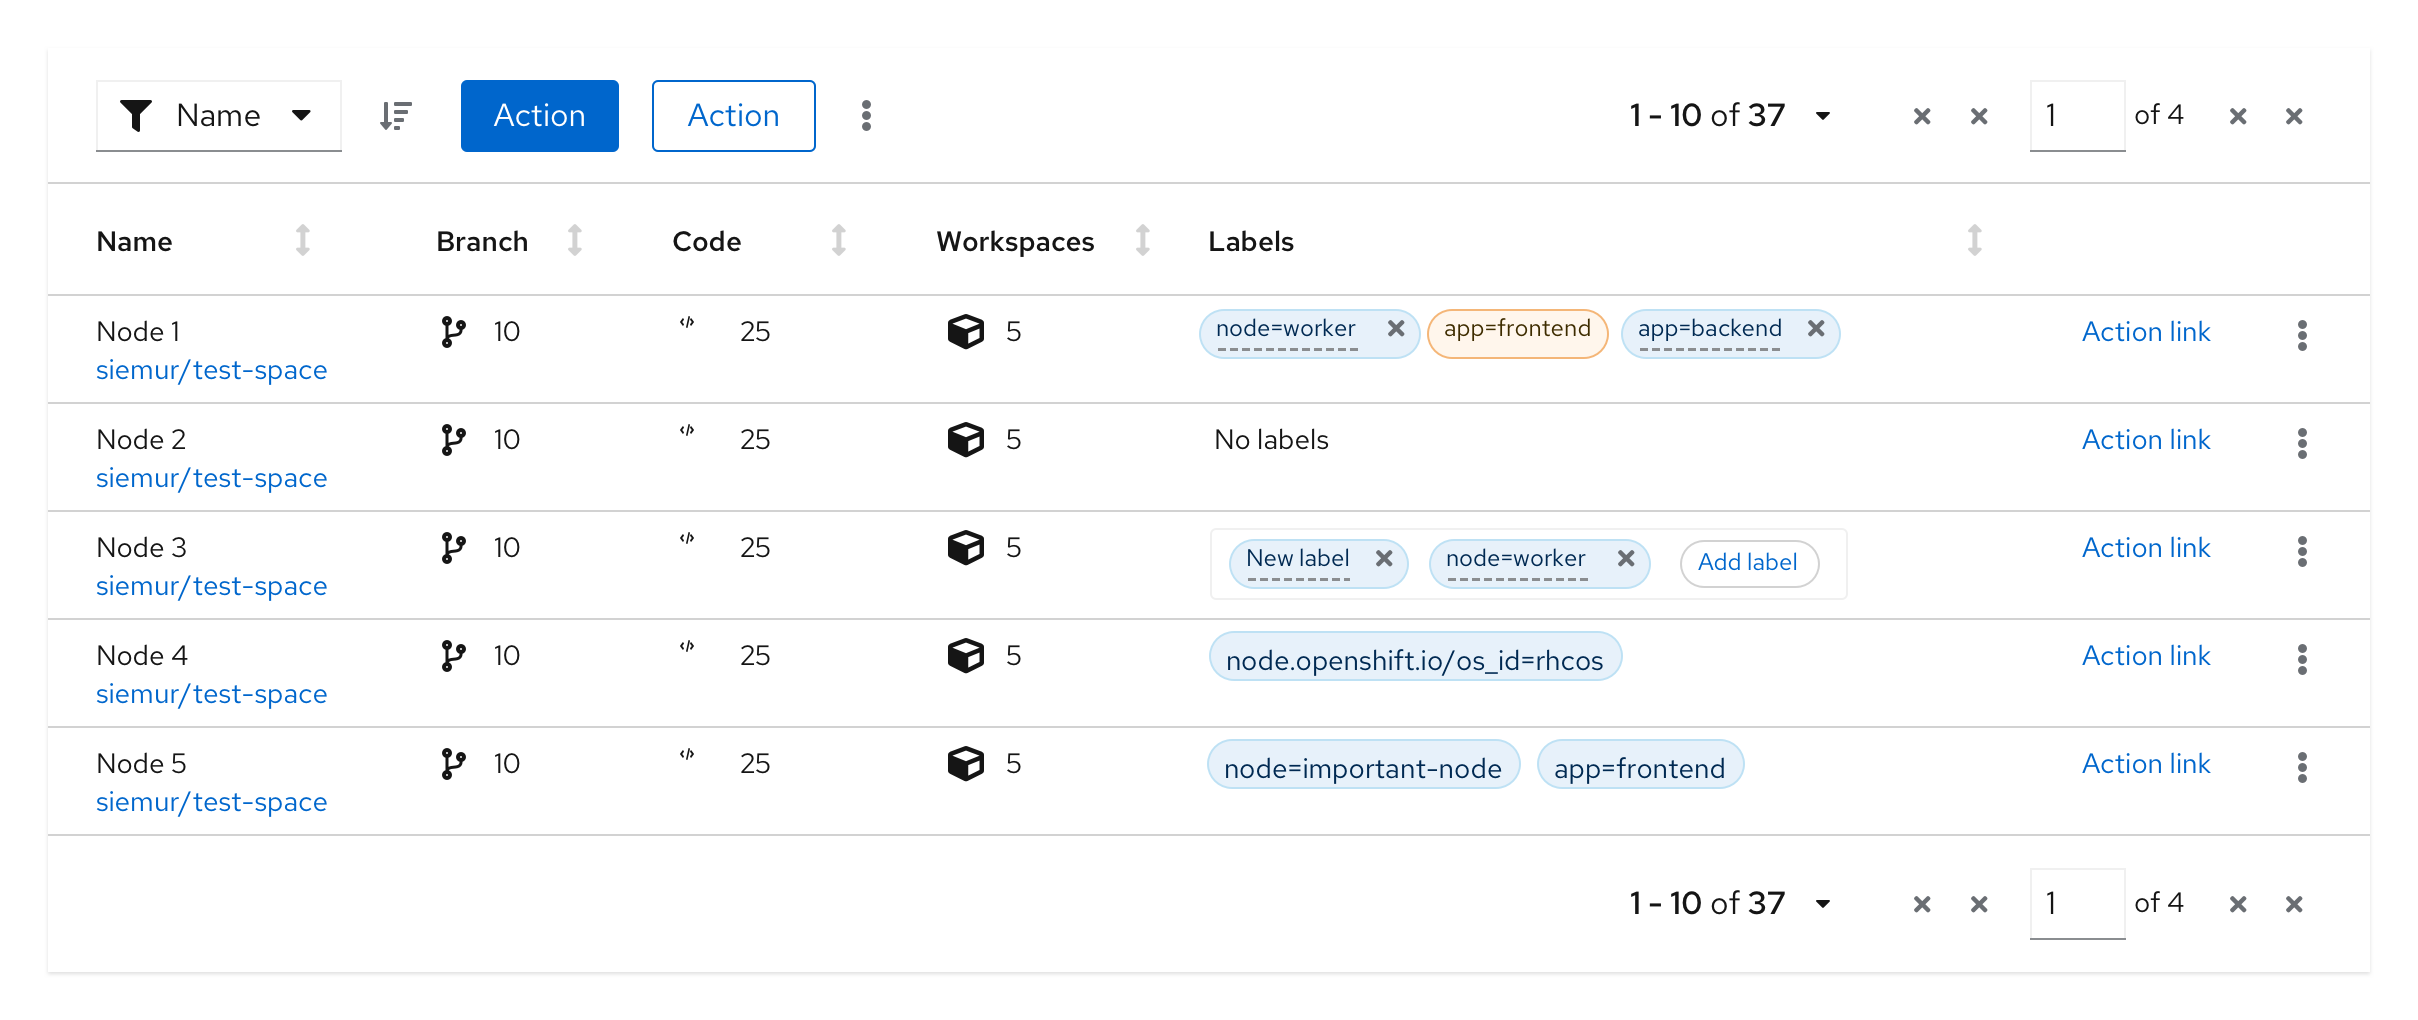 Name Action Action 1 - 10 of 37 1 of 4
Name Branch Code Workspaces Labels
Node 1 10 25 5 node=worker app=frontend app=backend Action link
siemur/test-space
Node 2 10 25 5 No labels Action link
siemur/test-space
Node 3 10 25 5 New label node=worker Add label Action link
siemur/test-space
Node 4 10 25 5 node.openshift.io/os_id=rhcos Action link
siemur/test-space
Node 5 10 25 5 node=important-node app=frontend Action link
siemur/test-space
1 - 10 of 37 1 of 4